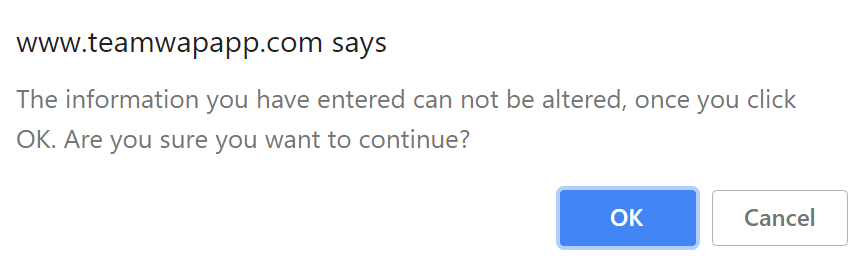 www.teamwapapp.com says
The information you have entered can not be altered, once you click
OK. Are you sure you want to continue?
OK
Cancel